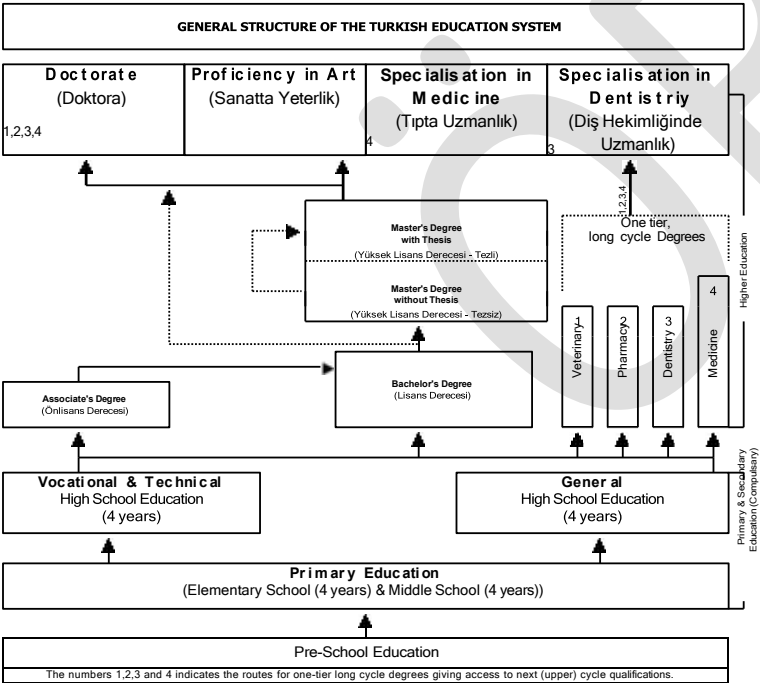 GENERAL STRUCTURE OF THE TURKISH EDUCATION SYSTEM
Doctorate
(Doktora)
1,2,3,4
Proficiency in Art
(Sanatta Yeterlik)
Specialisation in
Medicine
(Tıpta Uzmanlık)
4
Specialisation in
Dentistriy
(Diş Hekimliğinde
Uzmanlık)
3
1,2,3,4
One tier,
long cycle Degrees
Master's Degree
with Thesis
(Yüksek Lisans Derecesi - Tezli)
Master's Degree
without Thesis
(Yüksek Lisans Derecesi - Tezsiz)
Higher Education
1
Veterinary
2
Pharmacy
3
Dentistry
4
Medicine
Associate's Degree
(Önlisans Derecesi)
Bachelor's Degree
(Lisans Derecesi)
Vocational & Technical
High School Education
(4 years)
General
High School Education
(4 years)
Primary & Secondary
Education (Compulsary)
Primary Education
(Elementary School (4 years) & Middle School (4 years))
Pre-School Education
The numbers 1,2,3 and 4 indicates the routes for one-tier long cycle degrees giving access to next (upper) cycle qualifications.